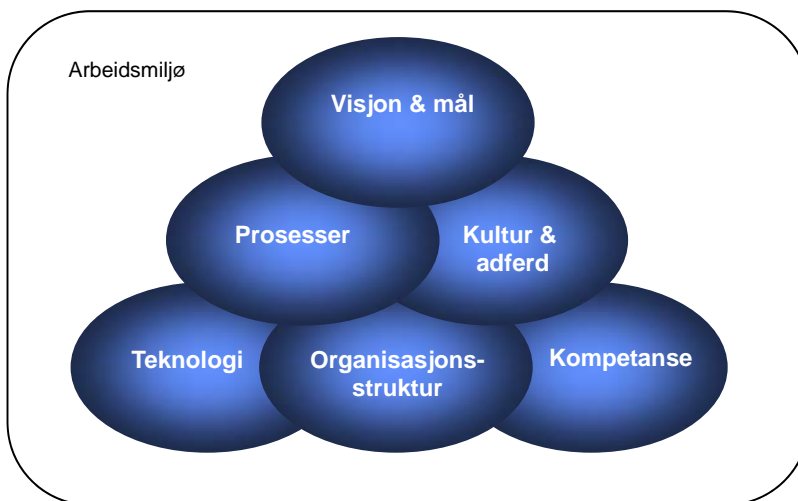 Arbeidsmiljø
Visjon & mål
Prosesser
Kultur &
adferd
Teknologi
Organisasjons-
struktur
Kompetanse